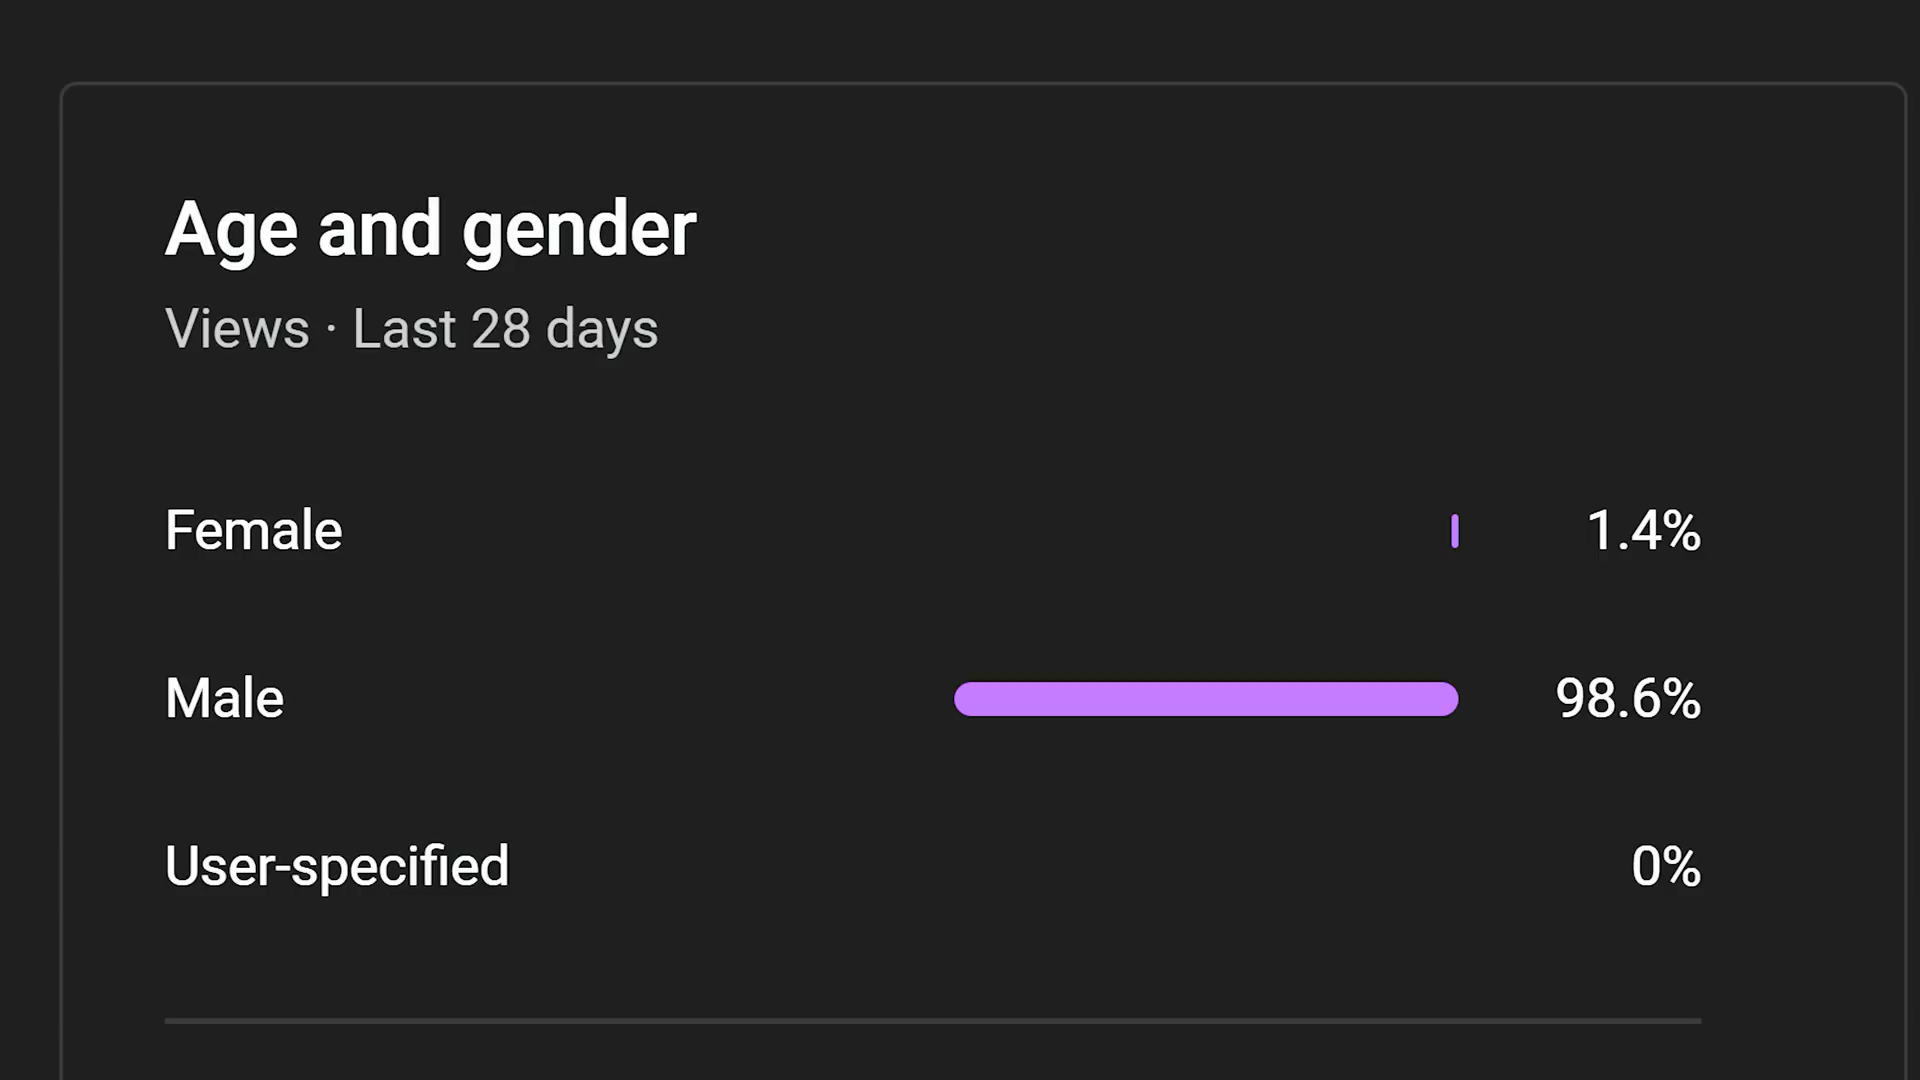 Age and gender
Views · Last 28 days
Female 1.4%
Male 98.6%
User-specified 0%